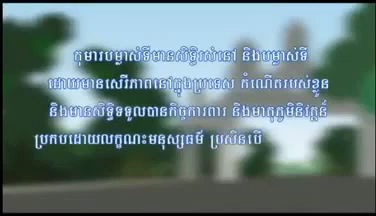 កុមារបម្លាស់ទីមានសិទ្ធិរស់នៅ និងបម្លាស់ទី
ដោយមានសេរីភាពនៅក្នុងប្រទេស កំណើតរបស់ខ្លួន
និងមានសិទ្ធិទទួលបានកិច្ចការពារ និងមាតុភូមិនិវត្តន៍
ប្រកបដោយលក្ខណះមនុស្សធម៌ ប្រសិនបើ